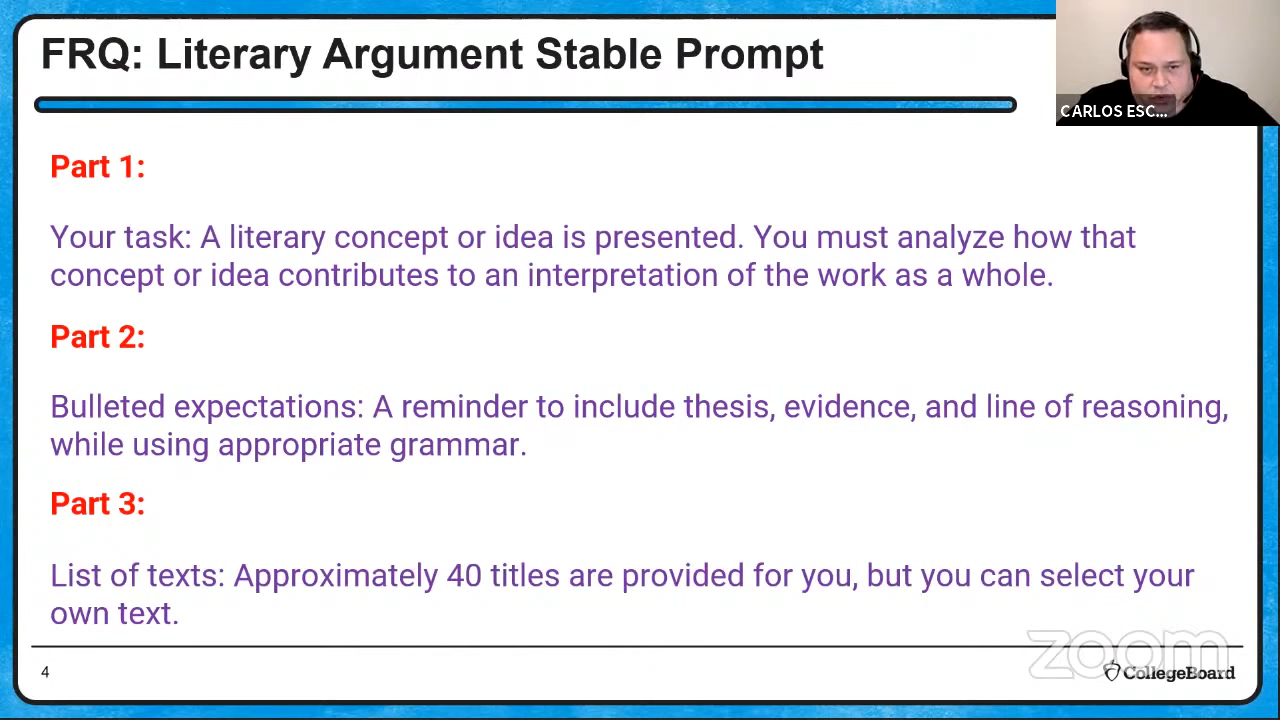 FRQ: Literary Argument Stable Prompt
CARLOS ESC...
Part 1:
Your task: A literary concept or idea is presented. You must analyze how that
concept or idea contributes to an interpretation of the work as a whole.
Part 2:
Bulleted expectations: A reminder to include thesis, evidence, and line of reasoning,
while using appropriate grammar.
Part 3:
List of texts: Approximately 40 titles are provided for you, but you can select your
own text.
zoom
4
CollegeBoard